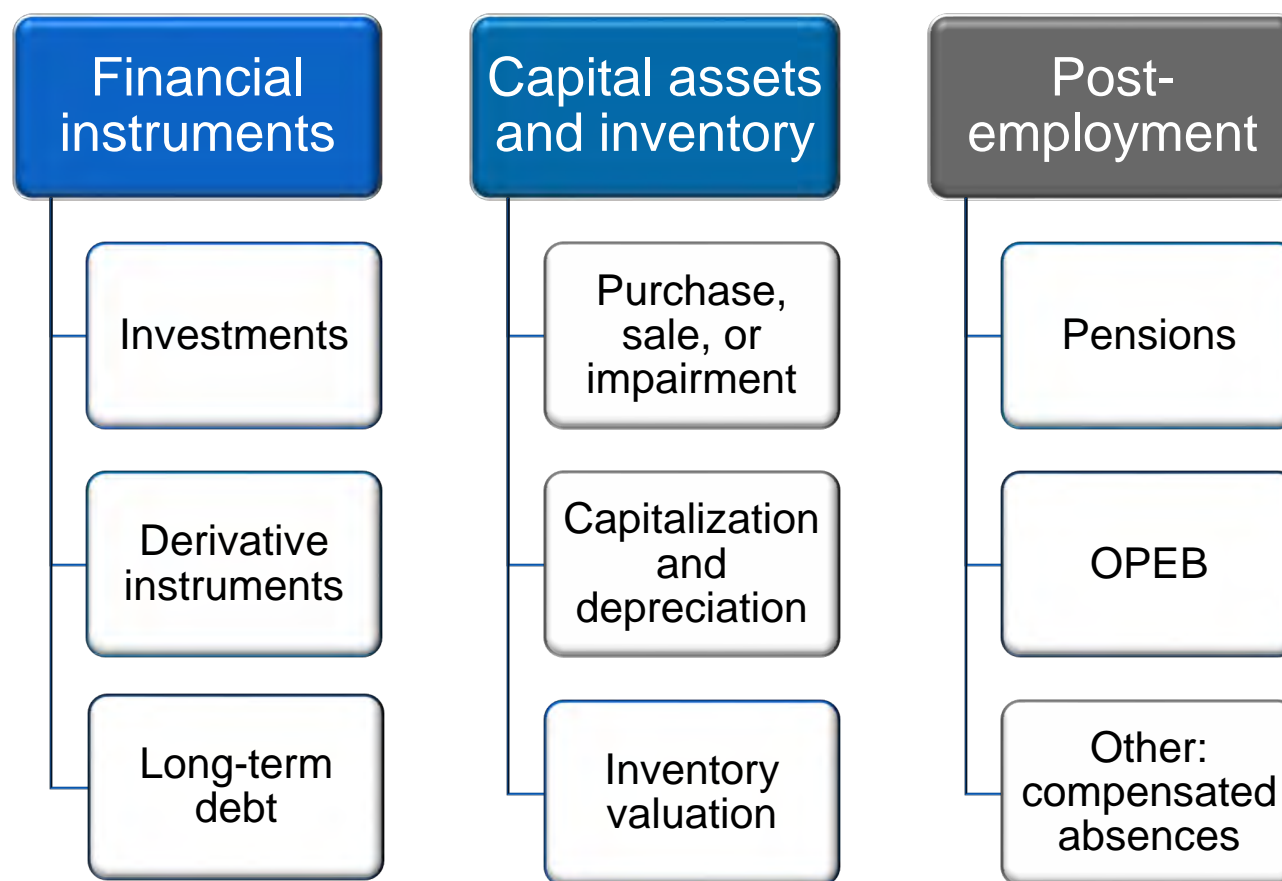 Financial
instruments
Investments
Derivative
instruments
Long-term
debt
Capital assets
and inventory
Purchase,
sale, or
impairment
Capitalization
and
depreciation
Inventory
valuation
Post-
employment
Pensions
OPEB
Other:
compensated
absences